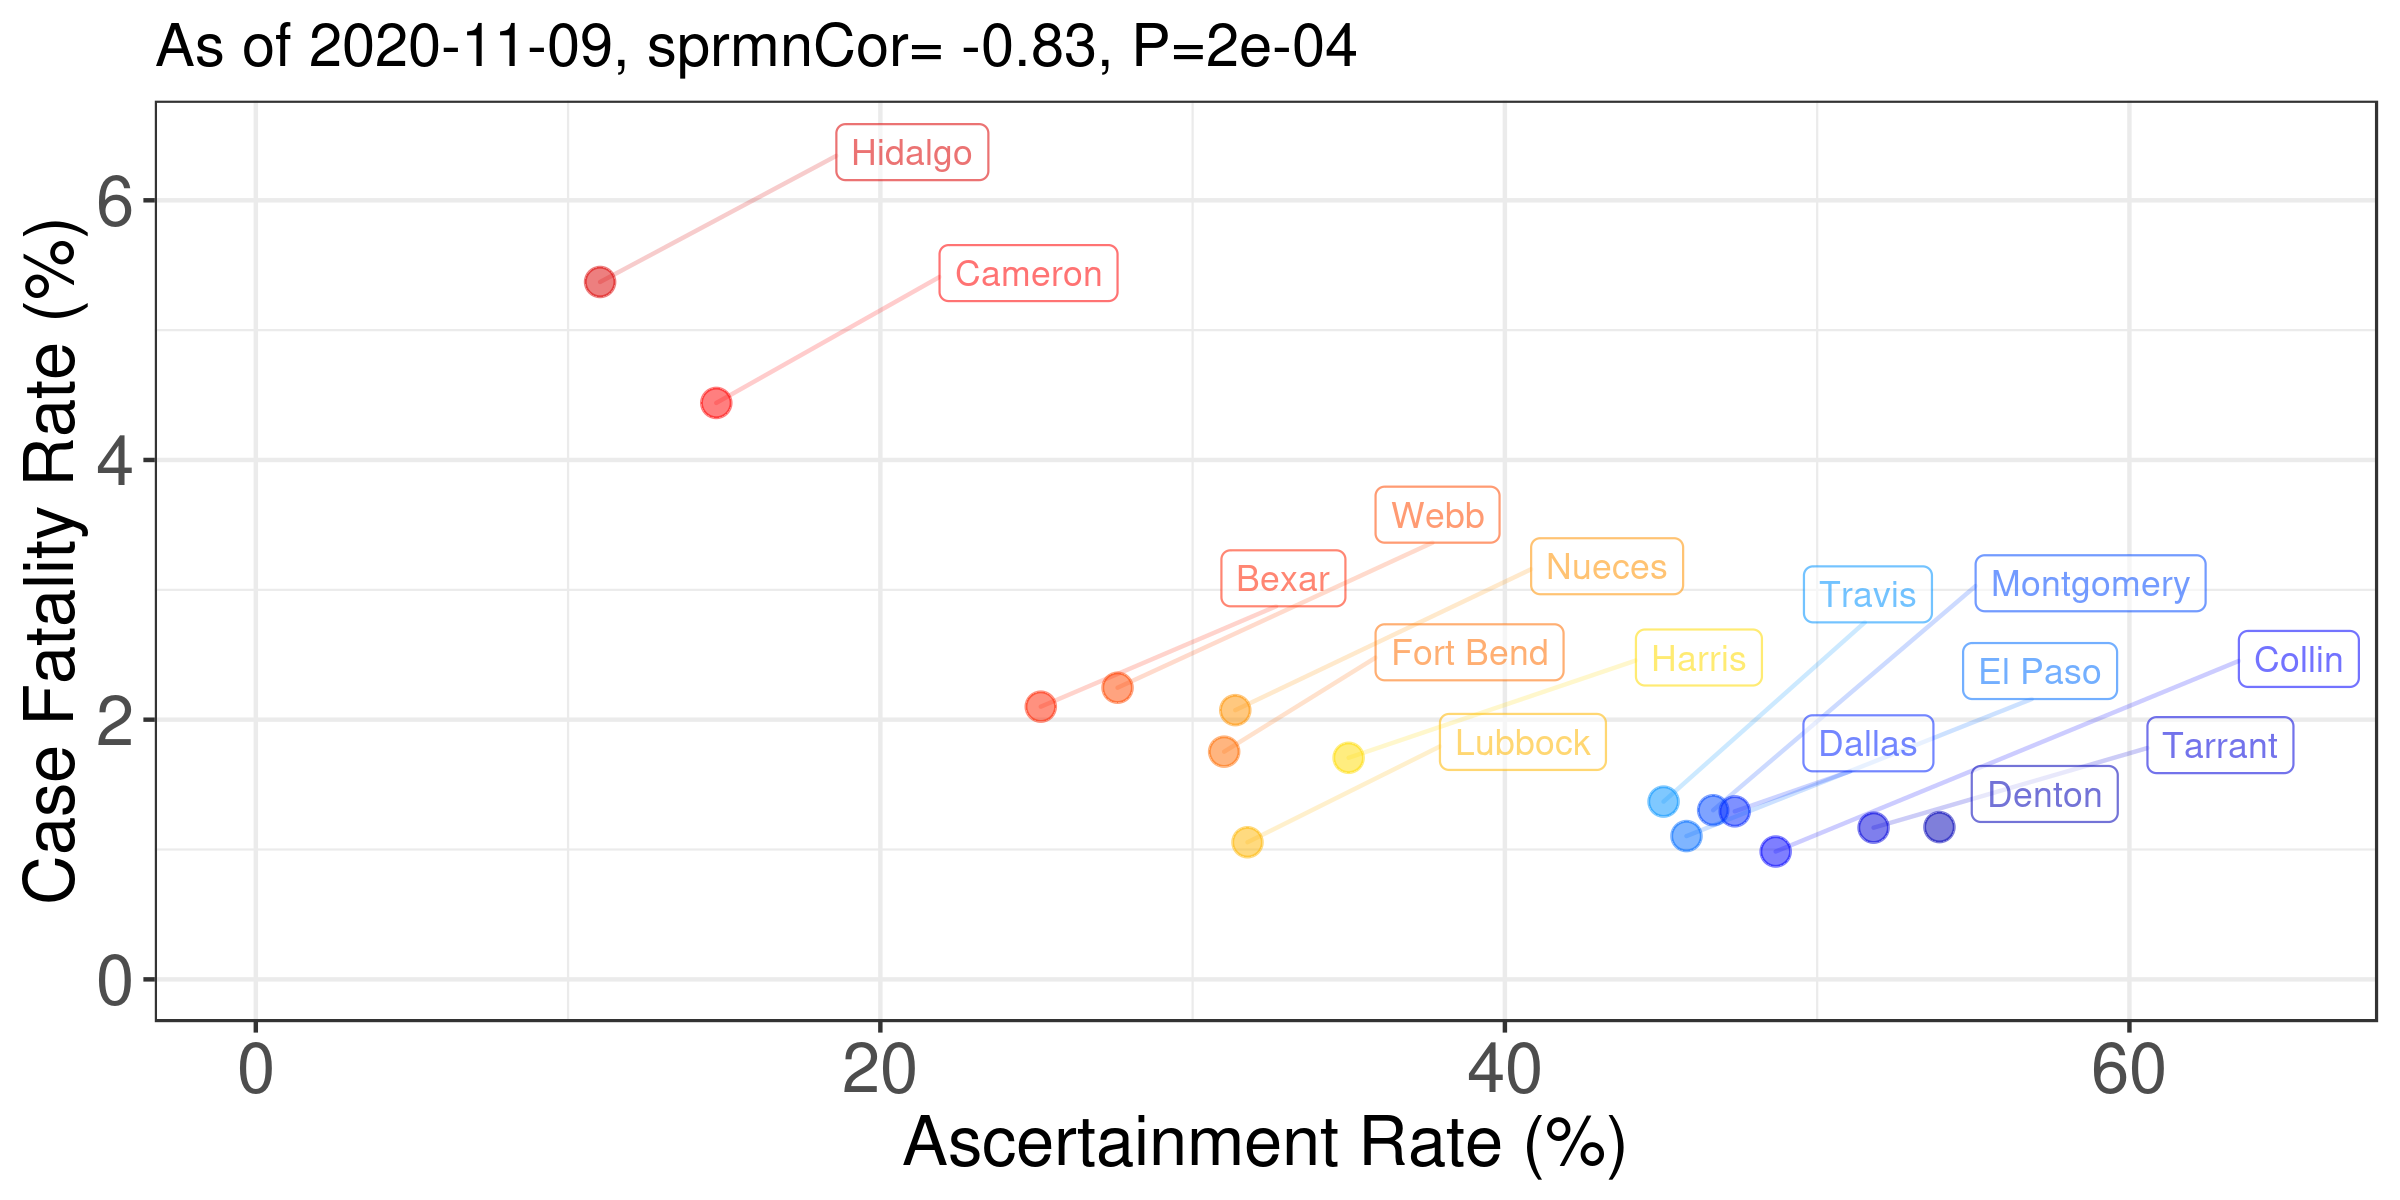 As of 2020-11-09, sprmnCor= -0.83, P=2e-04
Case Fatality Rate (%)
6
4
2
0
Hidalgo
Cameron
Webb
Nueces
Bexar
Travis
Montgomery
Fort Bend
Harris
El Paso
Collin
Lubbock
Dallas
Tarrant
Denton
0 20 40 60
Ascertainment Rate (%)